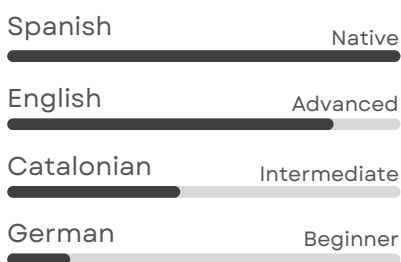 Spanish Native
English Advanced
Catalonian Intermediate
German Beginner